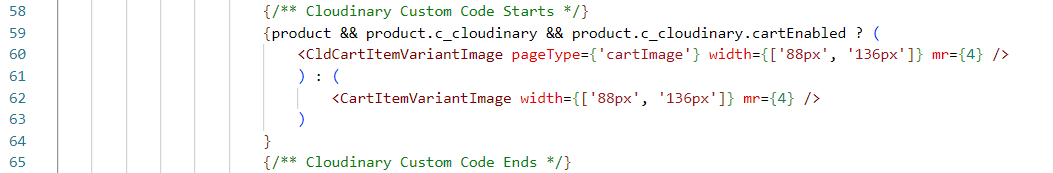 58 {/** Cloudinary Custom Code Starts */}
59 {product && product.c_cloudinary && product.c_cloudinary.cartEnabled ? (
60 <CldCartItemVariantImage pageType={'cartImage'} width={['88px', '136px']} mr={4} />
61 ) : (
62 <CartItemVariantImage width={['88px', '136px']} mr={4} />
63 )
64 }
65 {/** Cloudinary Custom Code Ends */}